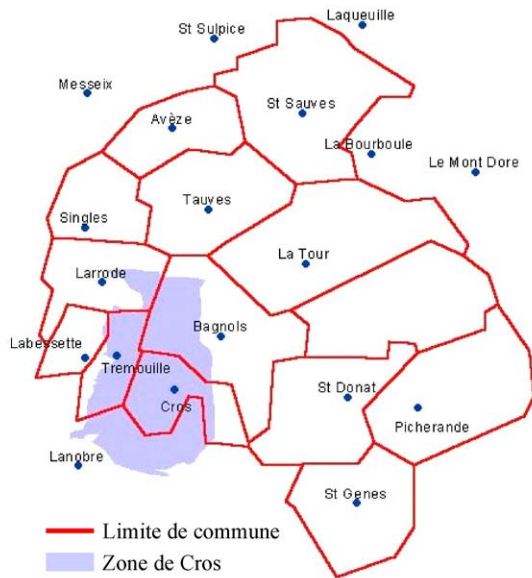 Laqueuille
St Sulpice
Messeix
St Sauves
Avèze
La Bourboule
Le Mont Dore
Tauves
Singles
La Tour
Larrode
Bagnols
Labessette
Tremouille
Cros
St Donat
Picherande
Lanobre
St Genes
Limite de commune
Zone de Cros